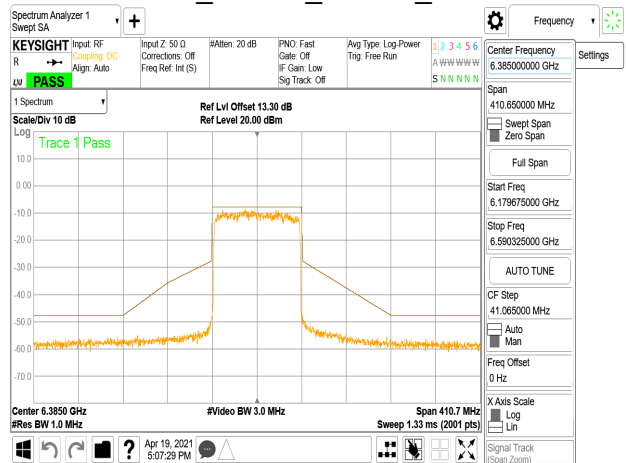 Spectrum Analyzer 1
Swept SA
Frequency
KEYSIGHT
R
LXI PASS
Input: RF
Coupling: DC
Align: Auto
Input Z: 50 Ω
Corrections: Off
Freq Ref: Int (S)
#Atten: 20 dB
PNO: Fast
Gate: Off
IF Gain: Low
Sig Track: Off
Avg Type: Log-Power
Trig: Free Run
1 2 3 4 5 6
A W W W W W
S N N N N N
1 Spectrum
Scale/Div 10 dB
Ref Lvl Offset 13.30 dB
Ref Level 20.00 dBm
Log
Trace 1 Pass
10.0
0.00
-10.0
-20.0
-30.0
-40.0
-50.0
-60.0
-70.0
Center 6.3850 GHz
#Res BW 1.0 MHz
#Video BW 3.0 MHz
Span 410.7 MHz
Sweep 1.33 ms (2001 pts)
?
Apr 19, 2021
5:07:29 PM
Center Frequency
6.385000000 GHz
Settings
Span
410.650000 MHz
Swept Span
Zero Span
Full Span
Start Freq
6.179675000 GHz
Stop Freq
6.590325000 GHz
AUTO TUNE
CF Step
41.065000 MHz
Auto
Man
Freq Offset
0 Hz
X Axis Scale
Log
Lin
Signal Track
(Span Zoom)